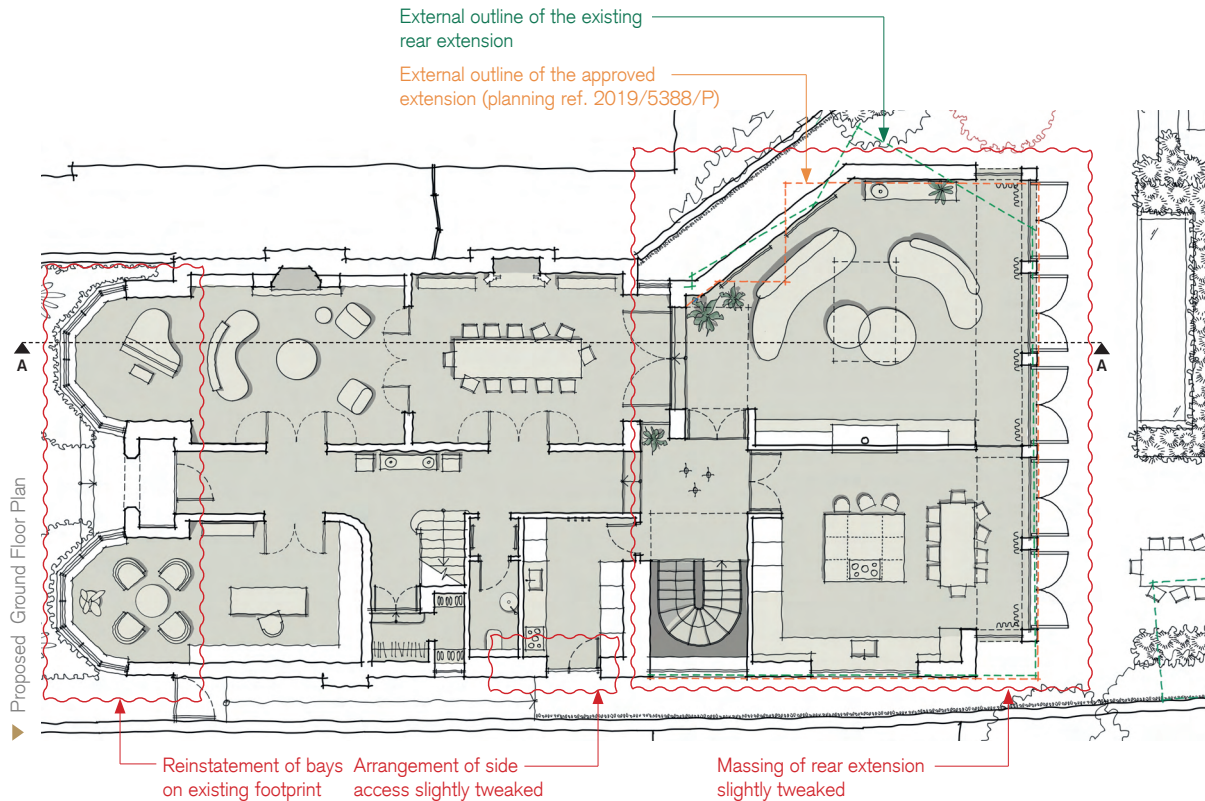 External outline of the existing
rear extension
External outline of the approved
extension (planning ref. 2019/5388/P)
A
A
Proposed Ground Floor Plan
Reinstatement of bays
on existing footprint
Arrangement of side
access slightly tweaked
Massing of rear extension
slightly tweaked